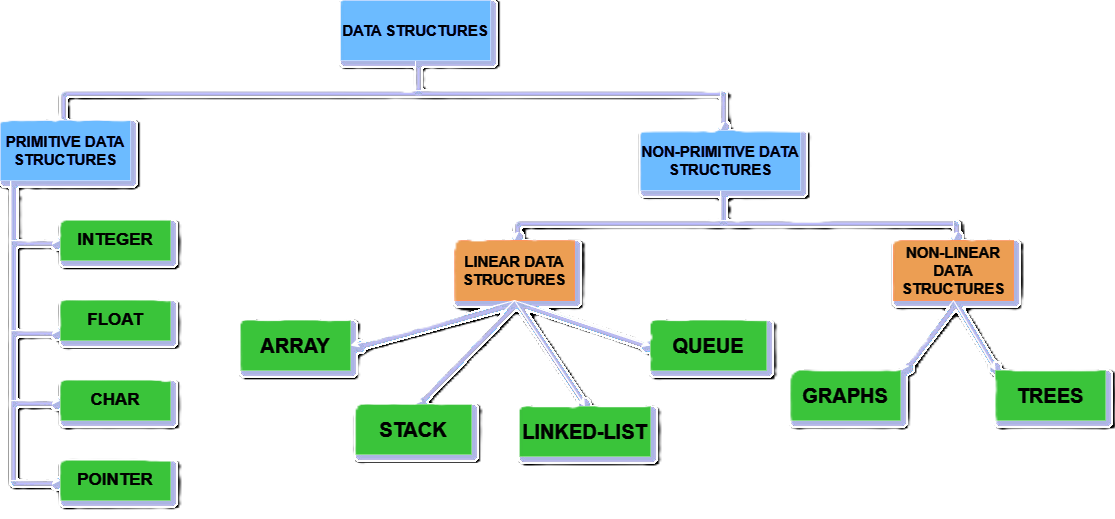 DATA STRUCTURES
PRIMITIVE DATA
STRUCTURES
NON-PRIMITIVE DATA
STRUCTURES
INTEGER
FLOAT
CHAR
POINTER
LINEAR DATA
STRUCTURES
NON-LINEAR
DATA
STRUCTURES
ARRAY
STACK
LINKED-LIST
QUEUE
GRAPHS
TREES